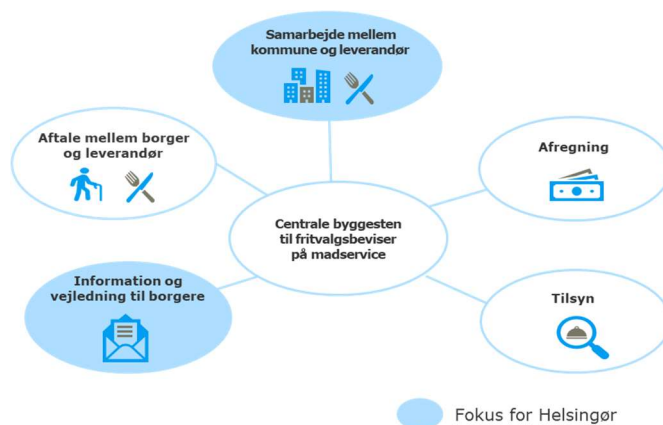 Samarbejde mellem
kommune og leverandør
Aftale mellem borger
og leverandør
Afregning
Centrale byggesten
til fritvalgsbeviser
på madservice
Information og
vejledning til borgere
Tilsyn
Fokus for Helsingør